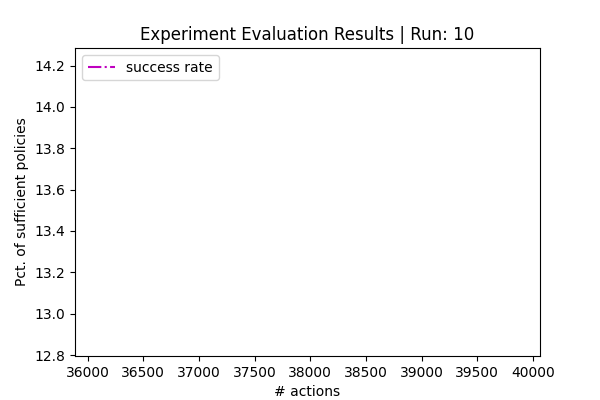 Experiment Evaluation Results | Run: 10
success rate
Pct. of sufficient policies
14.2
14.0
13.8
13.6
13.4
13.2
13.0
12.8
36000 36500 37000 37500 38000 38500 39000 39500 40000
# actions